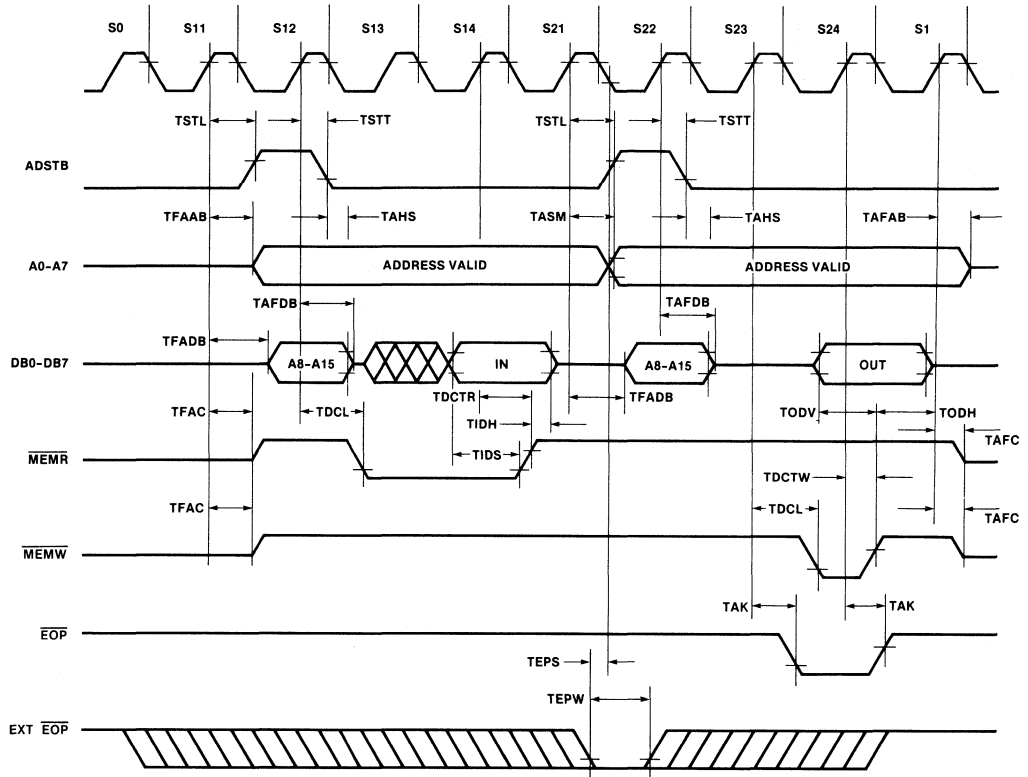 S0 S11 S12 S13 S14 S21 S22 S23 S24 S1
TSTL TSTT TSTL TSTT
ADSTB
TFAAB TAHS TASM TAHS TAFAB
A0–A7 ADDRESS VALID ADDRESS VALID
TAFDB TAFDB
TFADB
DB0–DB7 A8–A15 IN A8–A15 OUT
TDCTR TFADB
TFAC TDCL TIDH TODV TODH
TAFC
MEMR TIDS
TDCTW
TFAC TDCL
TAFC
MEMW
TAK TAK
EOP
TEPS
TEPW
EXT EOP